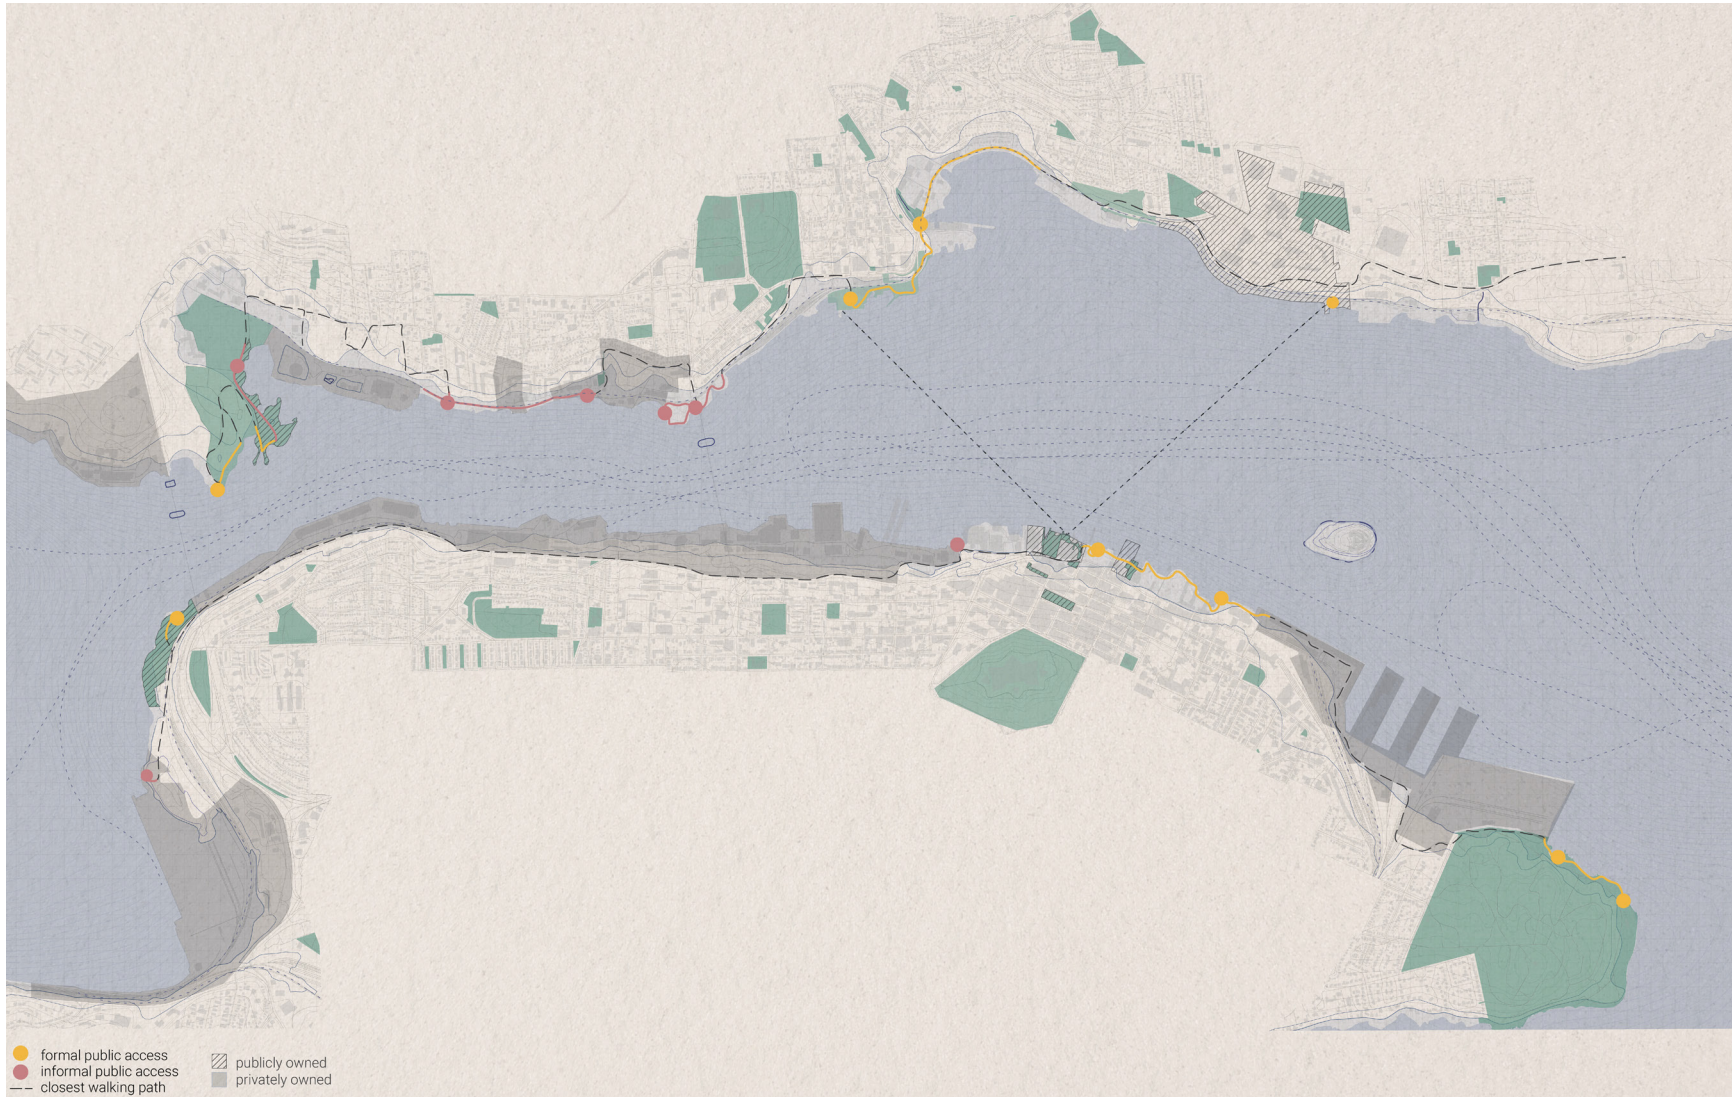 formal public access
informal public access
closest walking path
publicly owned
privately owned